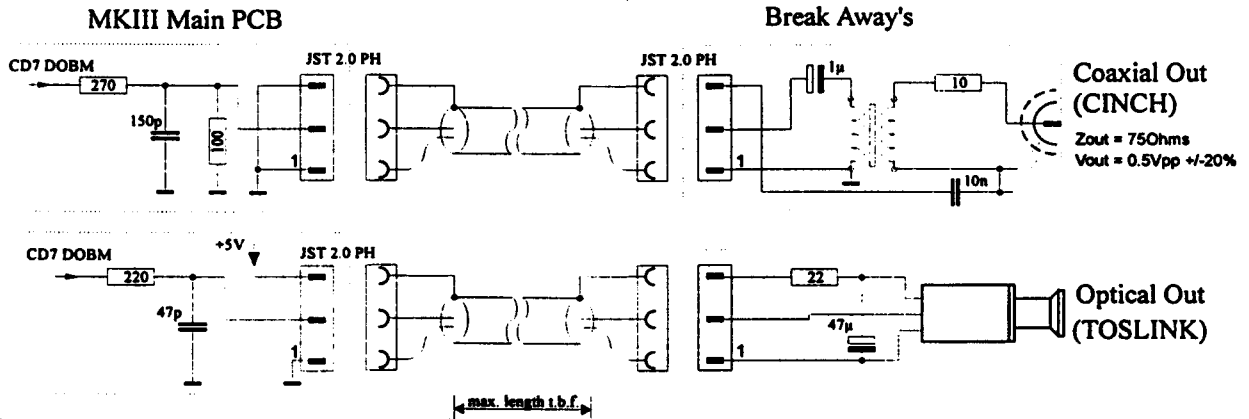 MKIII Main PCB
Break Away's
CD7 DOBM
270
150p
100
JST 2.0 PH
1
JST 2.0 PH
1µ
10
1
10n
Coaxial Out
(CINCH)
Zout = 75Ohms
Vout = 0.5Vpp +/-20%
CD7 DOBM
220
47p
+5V
JST 2.0 PH
1
22
47µ
1
Optical Out
(TOSLINK)
max. length t.b.f.